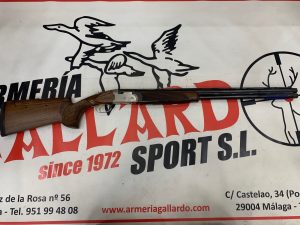 ARMERÍA
GALLARDO
since 1972 SPORT S.L.
z de la Rosa nº 56
a - Tel. 951 99 48 08
www.armeriagallardo.com
C/ Castelao, 34 (Po
29004 Málaga - T